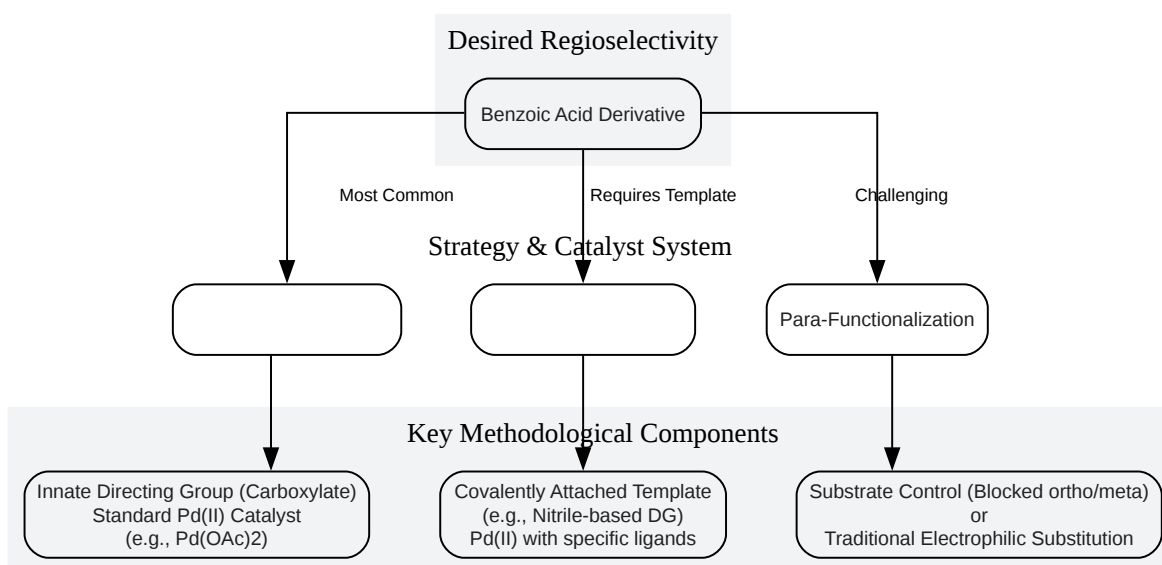 Desired Regioselectivity
Benzoic Acid Derivative
Most Common
Requires Template
Challenging
Strategy & Catalyst System
Para-Functionalization
Key Methodological Components
Innate Directing Group (Carboxylate)
Standard Pd(II) Catalyst
(e.g., Pd(OAc)2)
Covalently Attached Template
(e.g., Nitrile-based DG)
Pd(II) with specific ligands
Substrate Control (Blocked ortho/meta)
or
Traditional Electrophilic Substitution